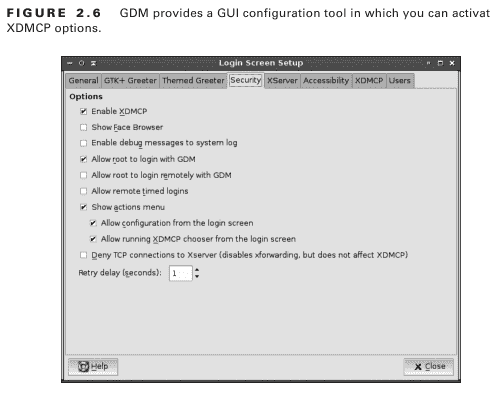 FIGURE 2.6 GDM provides a GUI configuration tool in which you can activat
XDMCP options.
Login Screen Setup
General GTK+ Greeter Themed Greeter Security XServer Accessibility XDMCP Users
Options
Enable XDMCP
Show Face Browser
Enable debug messages to system log
Allow root to login with GDM
Allow root to login remotely with GDM
Allow remote timed logins
Show actions menu
Allow configuration from the login screen
Allow running XDMCP chooser from the login screen
Deny TCP connections to Xserver (disables xforwarding, but does not affect XDMCP)
Retry delay (seconds): 1
Help Close